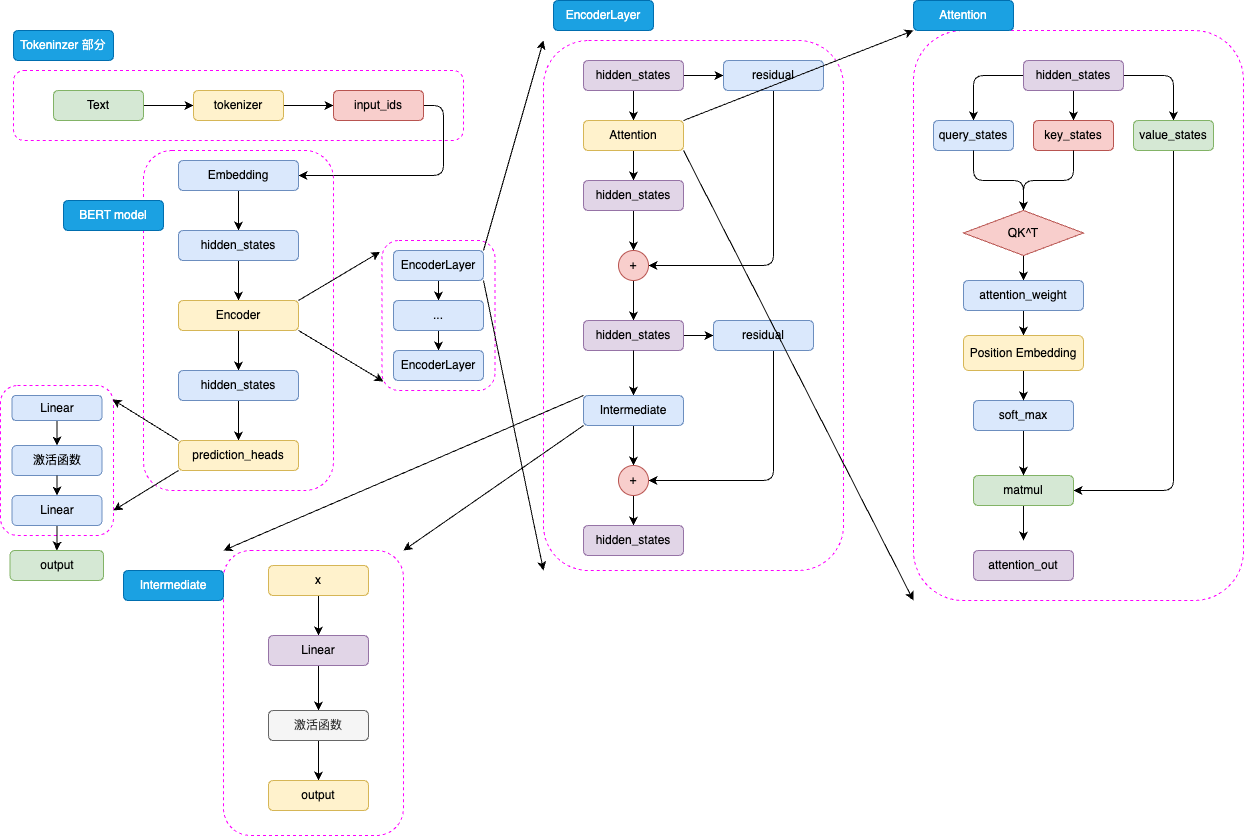 Tokeninzer 部分
Text
tokenizer
input_ids
BERT model
Embedding
hidden_states
Encoder
hidden_states
prediction_heads
EncoderLayer
...
EncoderLayer
Linear
激活函数
Linear
output
EncoderLayer
hidden_states
residual
Attention
hidden_states
+
hidden_states
residual
Intermediate
+
hidden_states
Attention
hidden_states
query_states
key_states
value_states
QK^T
attention_weight
Position Embedding
soft_max
matmul
attention_out
Intermediate
x
Linear
激活函数
output